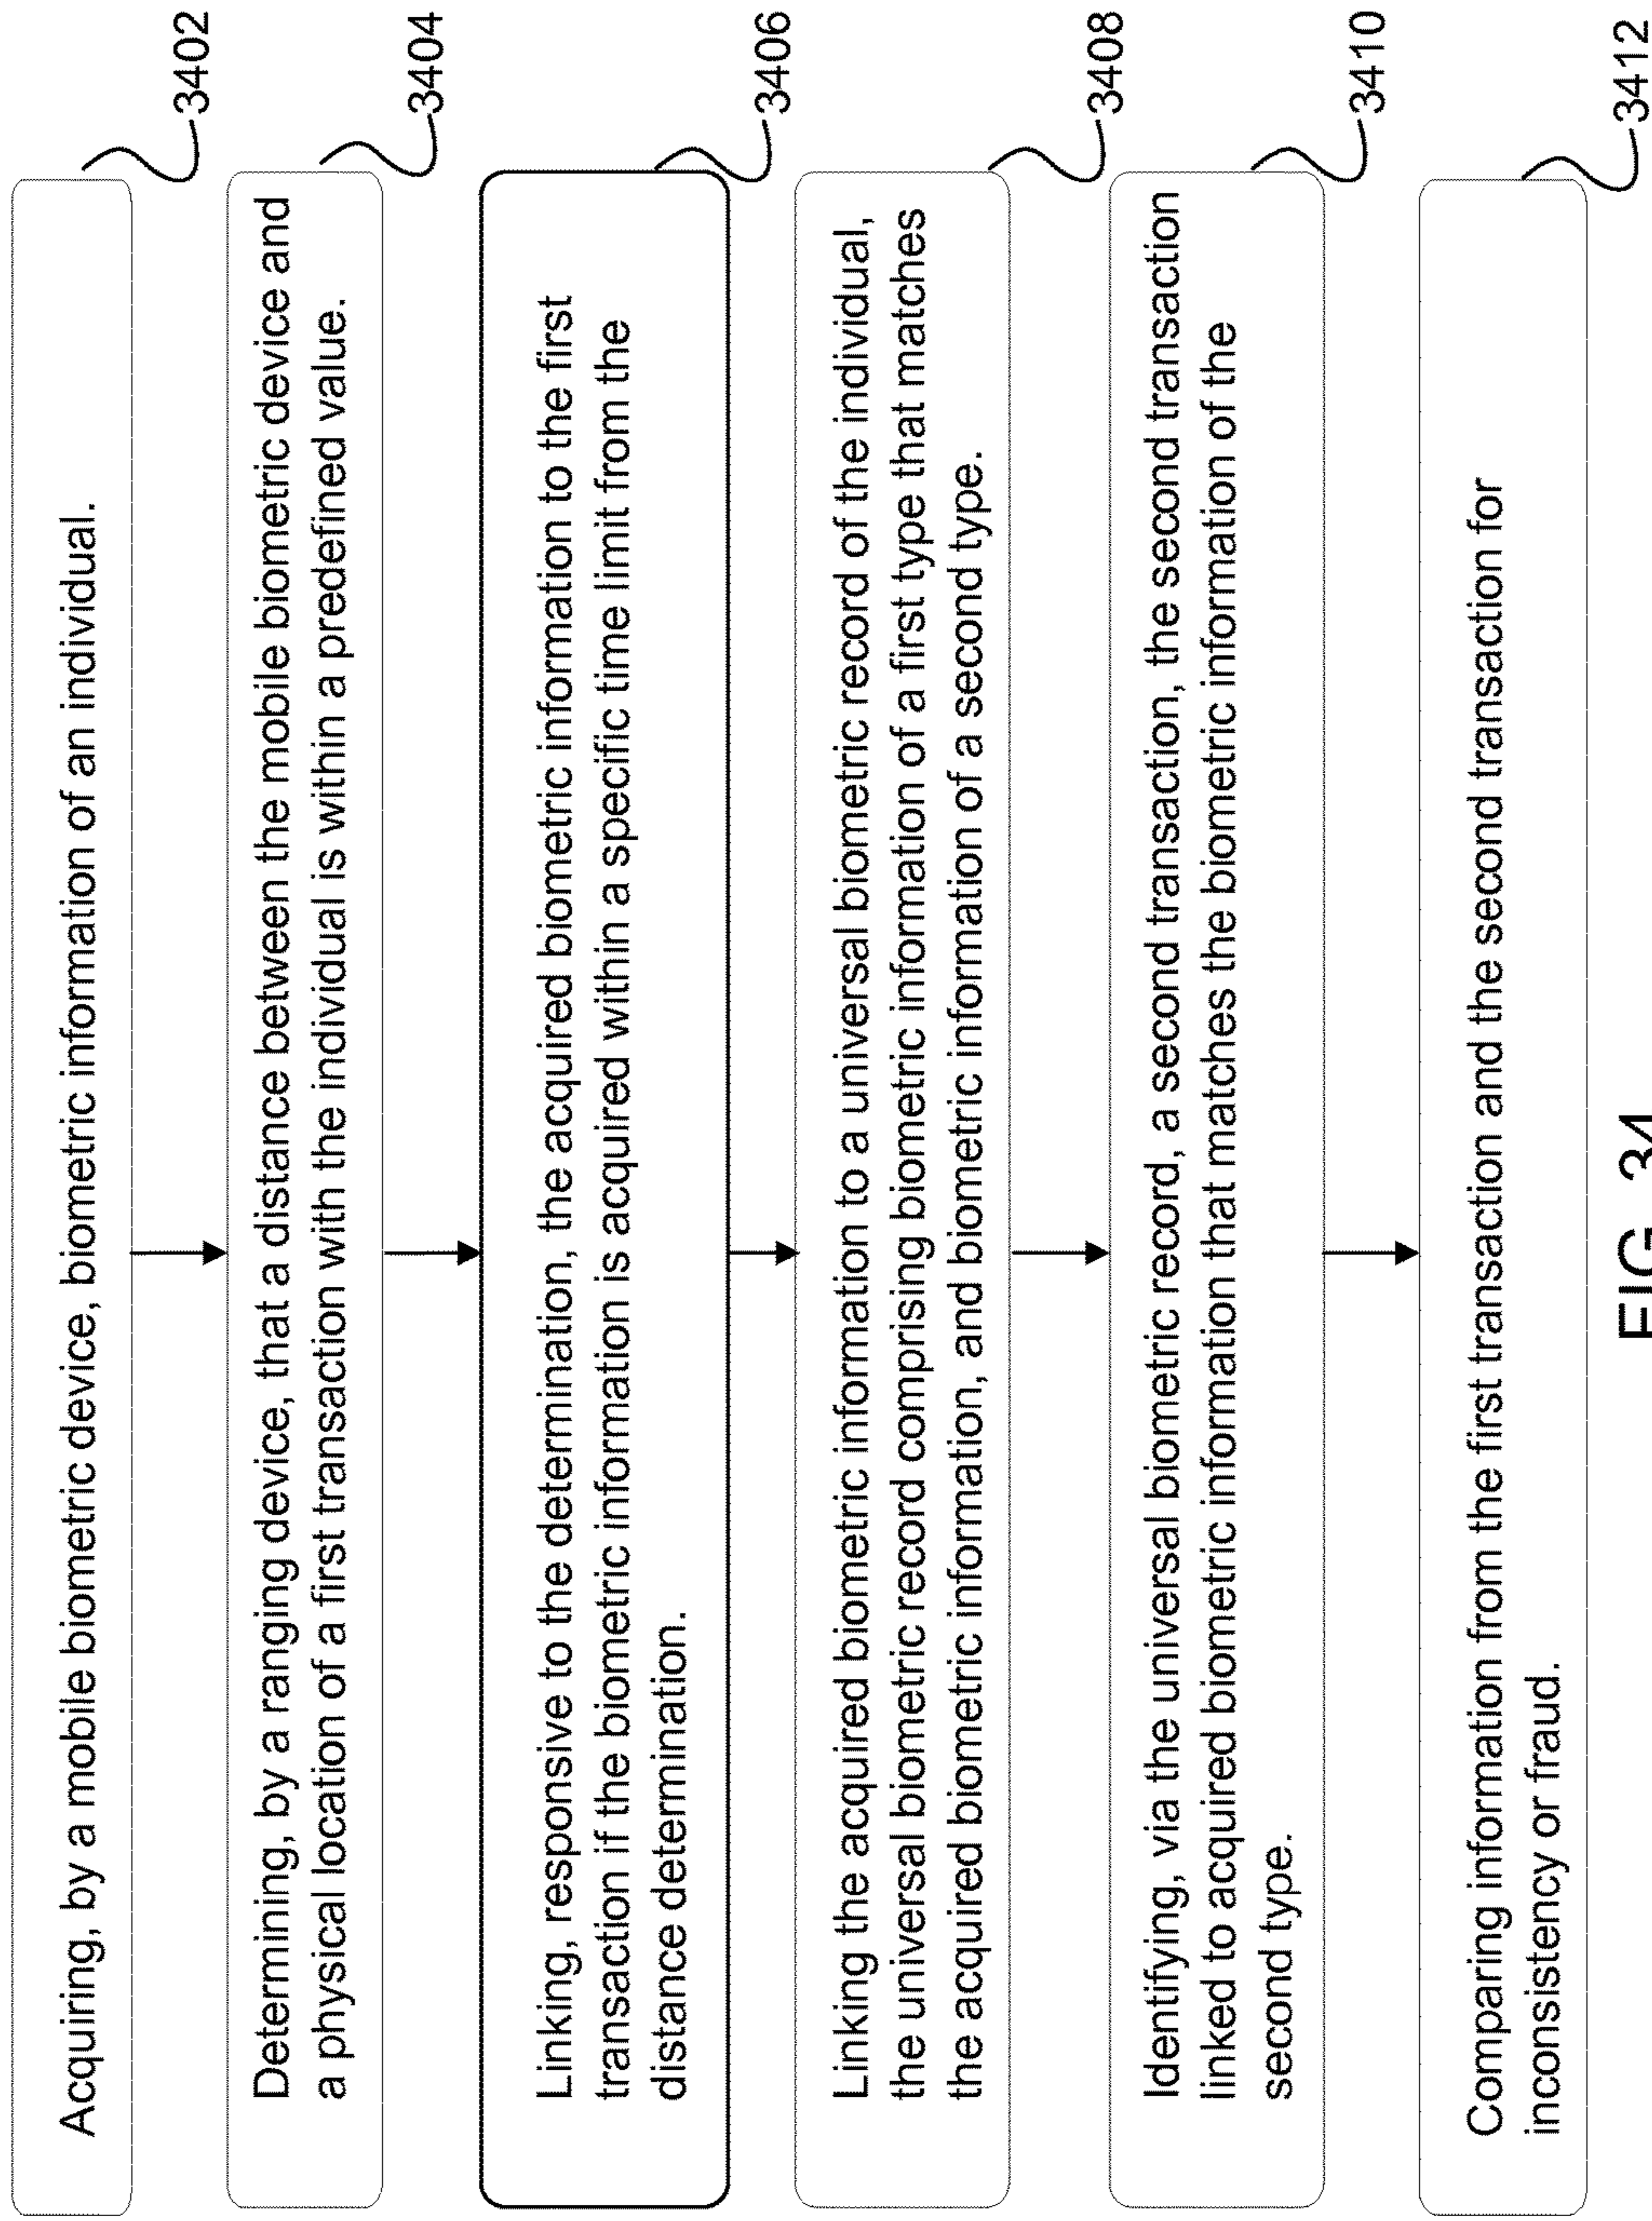 Acquiring, by a mobile biometric device, biometric information of an individual.
3402
Determining, by a ranging device, that a distance between the mobile biometric device and
a physical location of a first transaction with the individual is within a predefined value.
3404
Linking, responsive to the determination, the acquired biometric information to the first
transaction if the biometric information is acquired within a specific time limit from the
distance determination.
3406
Linking the acquired biometric information to a universal biometric record of the individual,
the universal biometric record comprising biometric information of a first type that matches
the acquired biometric information, and biometric information of a second type.
3408
Identifying, via the universal biometric record, a second transaction, the second transaction
linked to acquired biometric information that matches the biometric information of the
second type.
3410
Comparing information from the first transaction and the second transaction for
inconsistency or fraud.
3412
FIG. 34